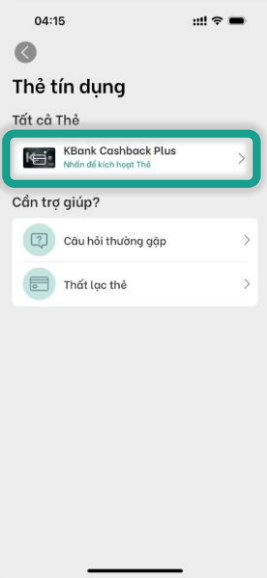 04:15
Thẻ tín dụng
Tất cả Thẻ
KBank Cashback Plus
Nhấn để kích hoạt Thẻ
Cần trợ giúp?
Câu hỏi thường gặp
Thất lạc thẻ